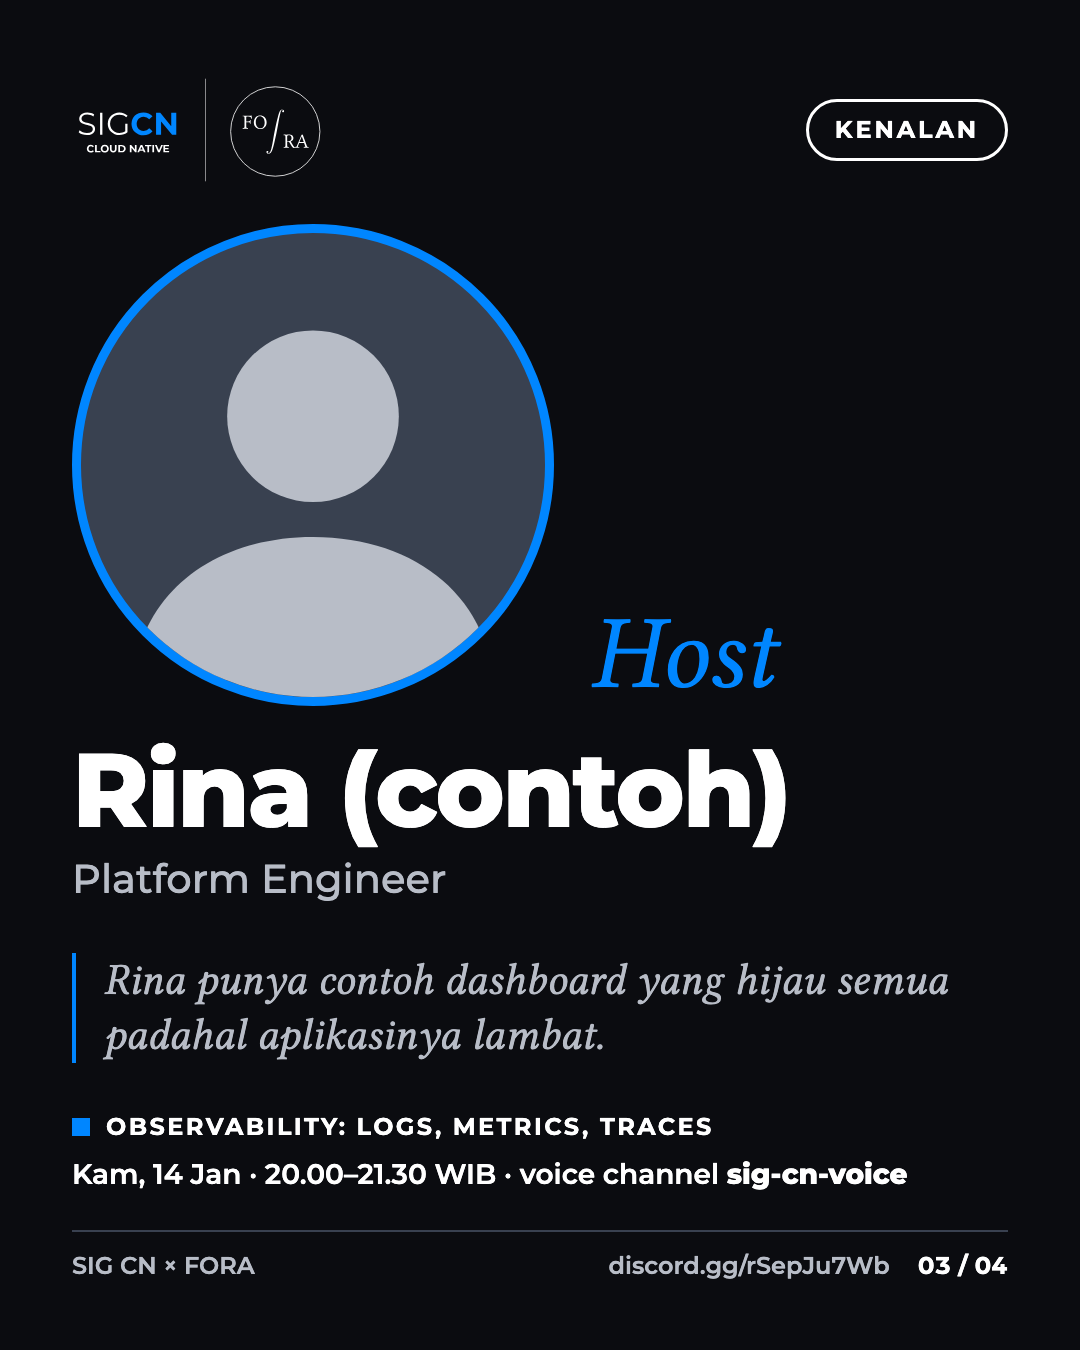 SIGCN
CLOUD NATIVE
FO
RA
KENALAN
Host
Rina (contoh)
Platform Engineer
Rina punya contoh dashboard yang hijau semua
padahal aplikasinya lambat.
OBSERVABILITY: LOGS, METRICS, TRACES
Kam, 14 Jan · 20.00–21.30 WIB · voice channel sig-cn-voice
SIG CN × FORA
discord.gg/rSepJu7Wb 03 / 04